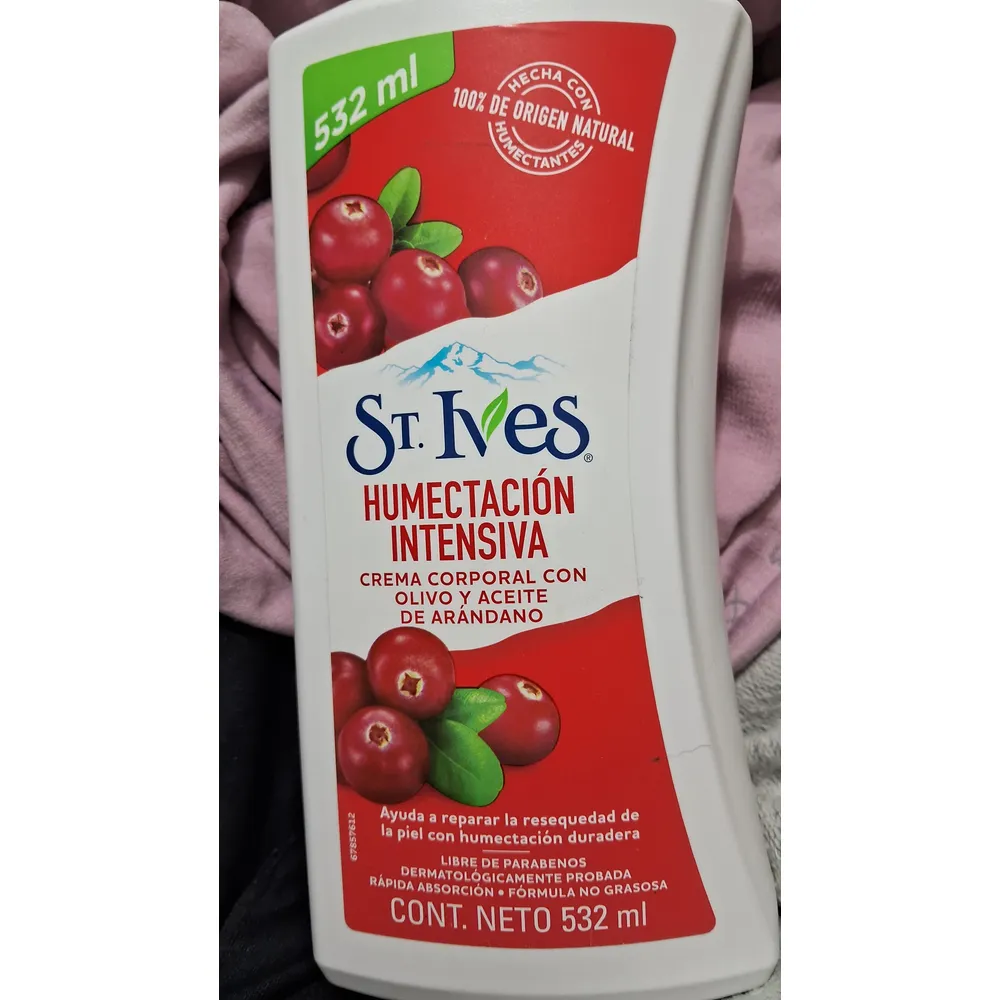 532 ml
HECHA CON
100% DE ORIGEN NATURAL
HUMECTANTES
ST. IVES®
HUMECTACIÓN
INTENSIVA
CREMA CORPORAL CON
OLIVO Y ACEITE
DE ARÁNDANO
Ayuda a reparar la resequedad de
la piel con humectación duradera
67857612
LIBRE DE PARABENOS
DERMATOLÓGICAMENTE PROBADA
RÁPIDA ABSORCIÓN • FÓRMULA NO GRASOSA
CONT. NETO 532 ml